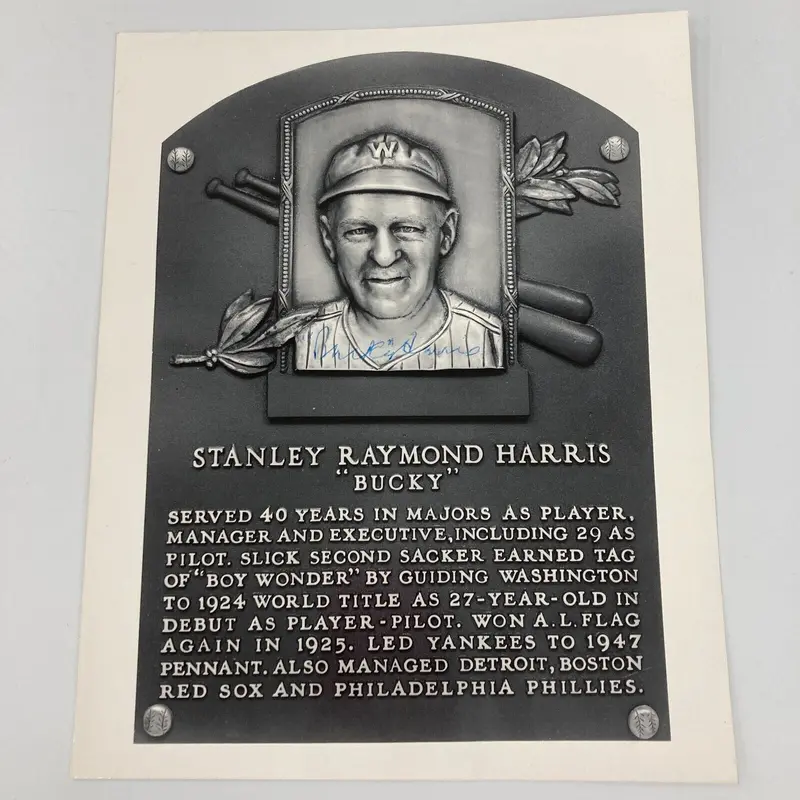 W
Bucky Harris
STANLEY RAYMOND HARRIS
"BUCKY"
SERVED 40 YEARS IN MAJORS AS PLAYER,
MANAGER AND EXECUTIVE, INCLUDING 29 AS
PILOT. SLICK SECOND SACKER EARNED TAG
OF "BOY WONDER" BY GUIDING WASHINGTON
TO 1924 WORLD TITLE AS 27-YEAR-OLD IN
DEBUT AS PLAYER-PILOT. WON A.L. FLAG
AGAIN IN 1925. LED YANKEES TO 1947
PENNANT. ALSO MANAGED DETROIT, BOSTON
RED SOX AND PHILADELPHIA PHILLIES.